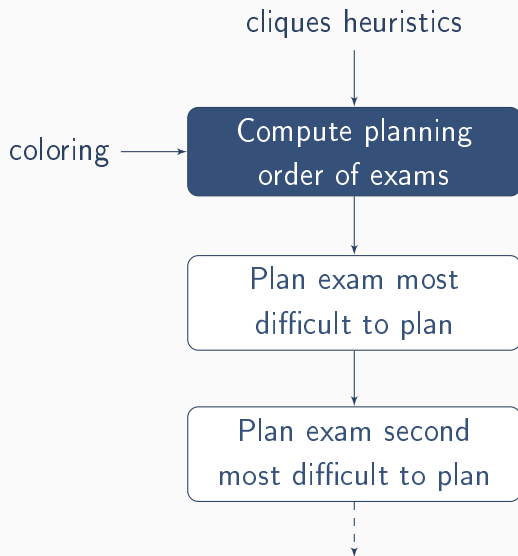 cliques heuristics
coloring
Compute planning
order of exams
Plan exam most
difficult to plan
Plan exam second
most difficult to plan